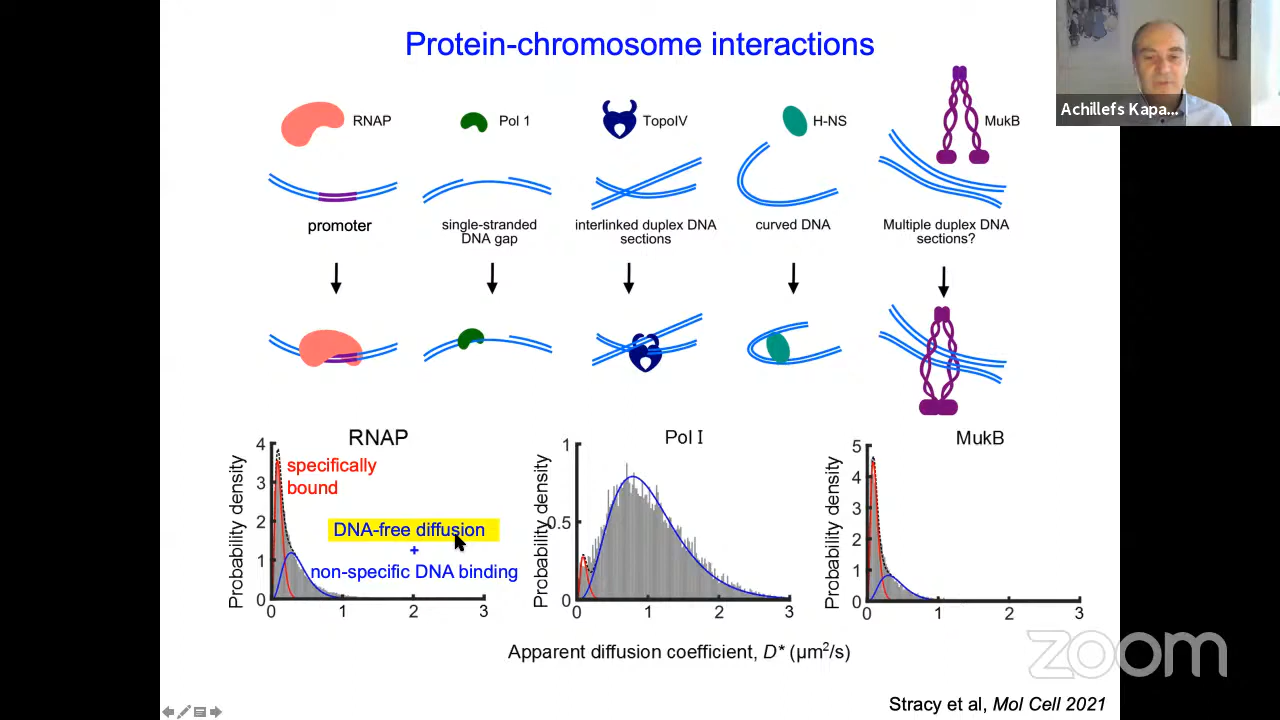 Protein-chromosome interactions
Achillefs Kapa...
RNAP
Pol 1
TopoIV
H-NS
MukB
promoter
single-stranded
DNA gap
interlinked duplex DNA
sections
curved DNA
Multiple duplex DNA
sections?
RNAP
Probability density
4
3
2
1
0
0
1
2
3
specifically
bound
DNA-free diffusion
+
non-specific DNA binding
Pol I
Probability density
1
0.5
0
0
1
2
3
MukB
Probability density
5
4
3
2
1
0
0
1
2
3
Apparent diffusion coefficient, D* (µm²/s)
zoom
Stracy et al, Mol Cell 2021